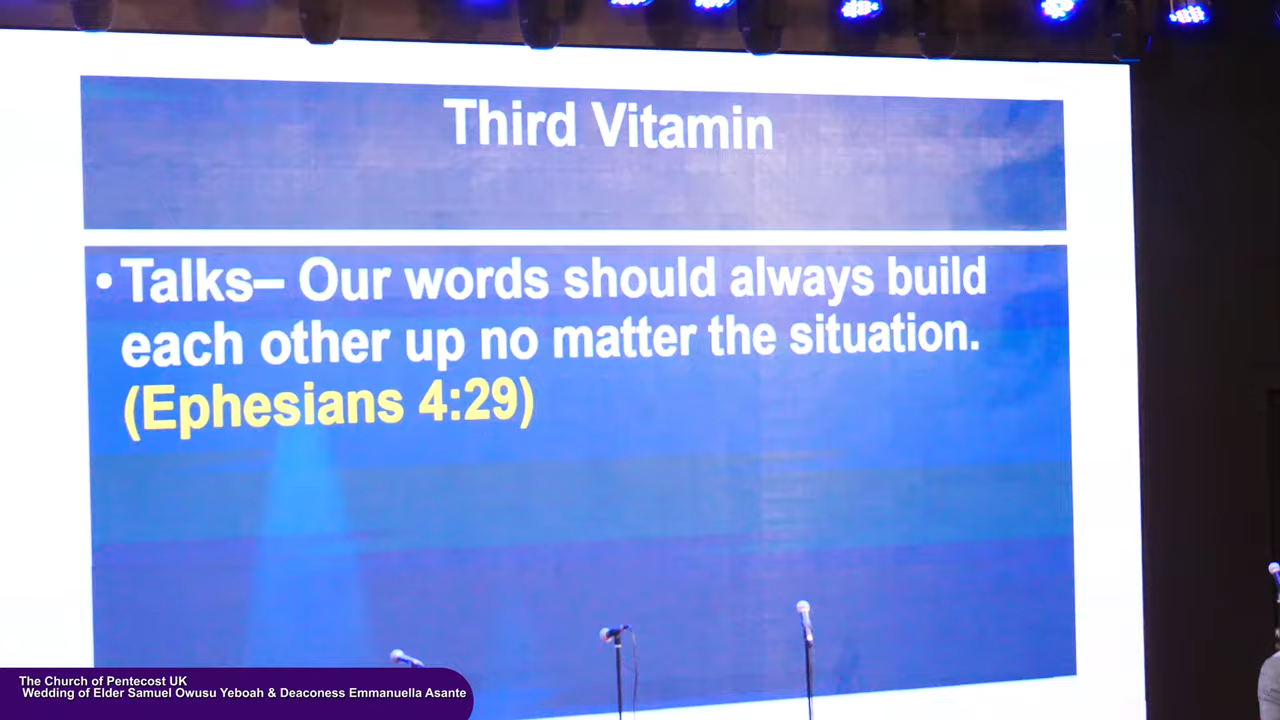 Third Vitamin
• Talks– Our words should always build
each other up no matter the situation.
(Ephesians 4:29)
The Church of Pentecost UK
Wedding of Elder Samuel Owusu Yeboah & Deaconess Emmanuella Asante